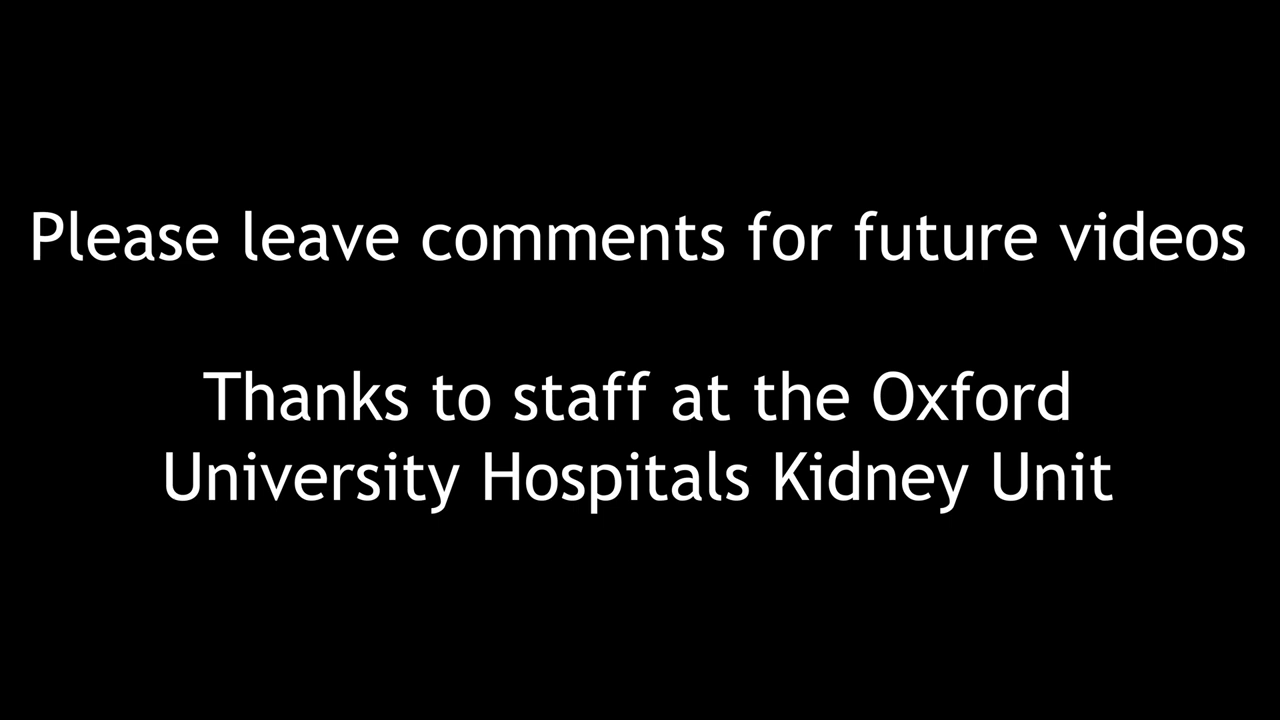 Please leave comments for future videos
Thanks to staff at the Oxford
University Hospitals Kidney Unit